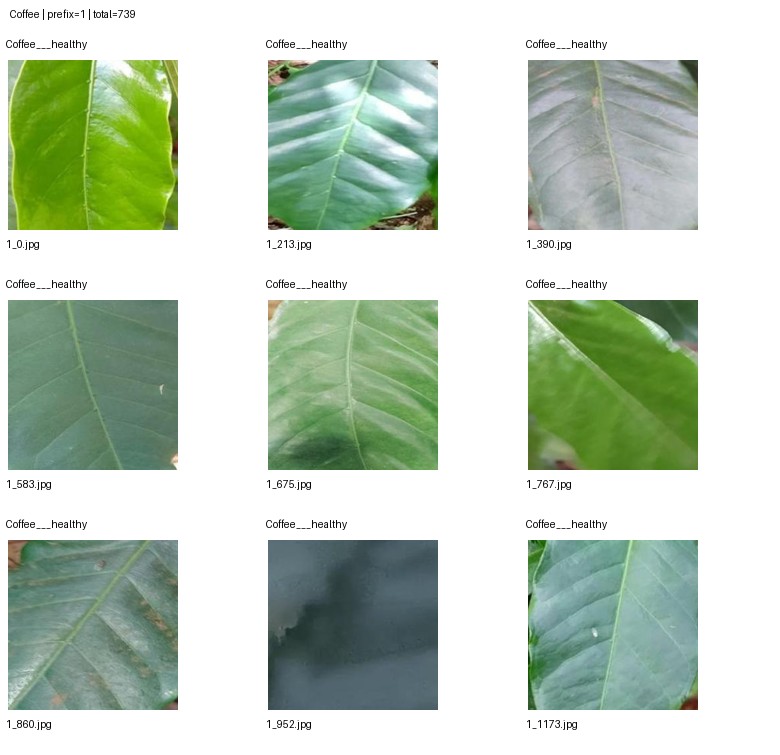 Coffee | prefix=1 | total=739
Coffee___healthy
Coffee___healthy
Coffee___healthy
1_0.jpg
1_213.jpg
1_390.jpg
Coffee___healthy
Coffee___healthy
Coffee___healthy
1_583.jpg
1_675.jpg
1_767.jpg
Coffee___healthy
Coffee___healthy
Coffee___healthy
1_860.jpg
1_952.jpg
1_1173.jpg